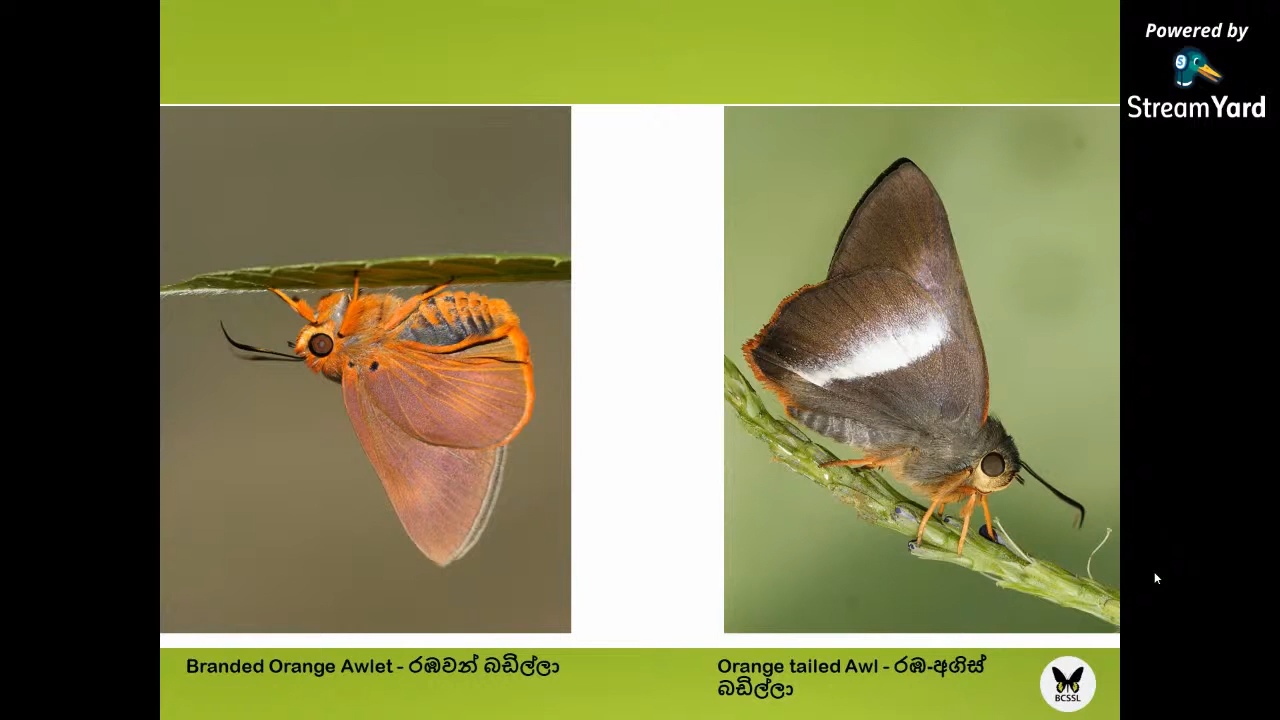 Powered by
StreamYard
Branded Orange Awlet - රඹවන් බඩිල්ලා
Orange tailed Awl - රඹ-අගිස්
බඩිල්ලා
BCSSL